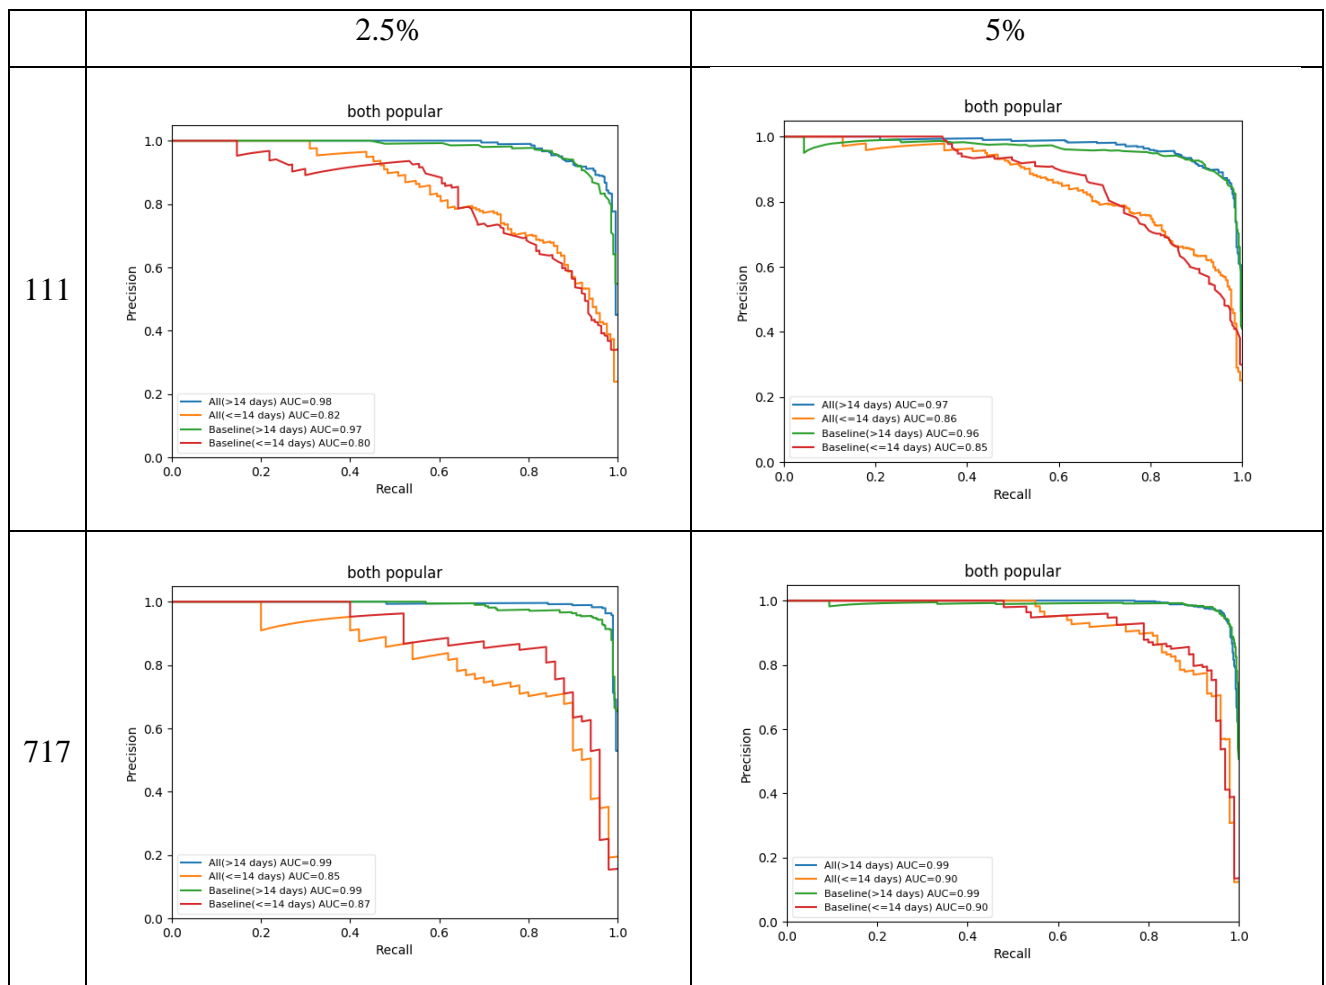 2.5%
5%
111
both popular
Precision
1.0
0.8
0.6
0.4
0.2
0.0
All(>14 days) AUC=0.98
All(<=14 days) AUC=0.82
Baseline(>14 days) AUC=0.97
Baseline(<=14 days) AUC=0.80
0.0 0.2 0.4 0.6 0.8 1.0
Recall
both popular
Precision
1.0
0.8
0.6
0.4
0.2
0.0
All(>14 days) AUC=0.97
All(<=14 days) AUC=0.86
Baseline(>14 days) AUC=0.96
Baseline(<=14 days) AUC=0.85
0.0 0.2 0.4 0.6 0.8 1.0
Recall
717
both popular
Precision
1.0
0.8
0.6
0.4
0.2
0.0
All(>14 days) AUC=0.99
All(<=14 days) AUC=0.85
Baseline(>14 days) AUC=0.99
Baseline(<=14 days) AUC=0.87
0.0 0.2 0.4 0.6 0.8 1.0
Recall
both popular
Precision
1.0
0.8
0.6
0.4
0.2
0.0
All(>14 days) AUC=0.99
All(<=14 days) AUC=0.90
Baseline(>14 days) AUC=0.99
Baseline(<=14 days) AUC=0.90
0.0 0.2 0.4 0.6 0.8 1.0
Recall